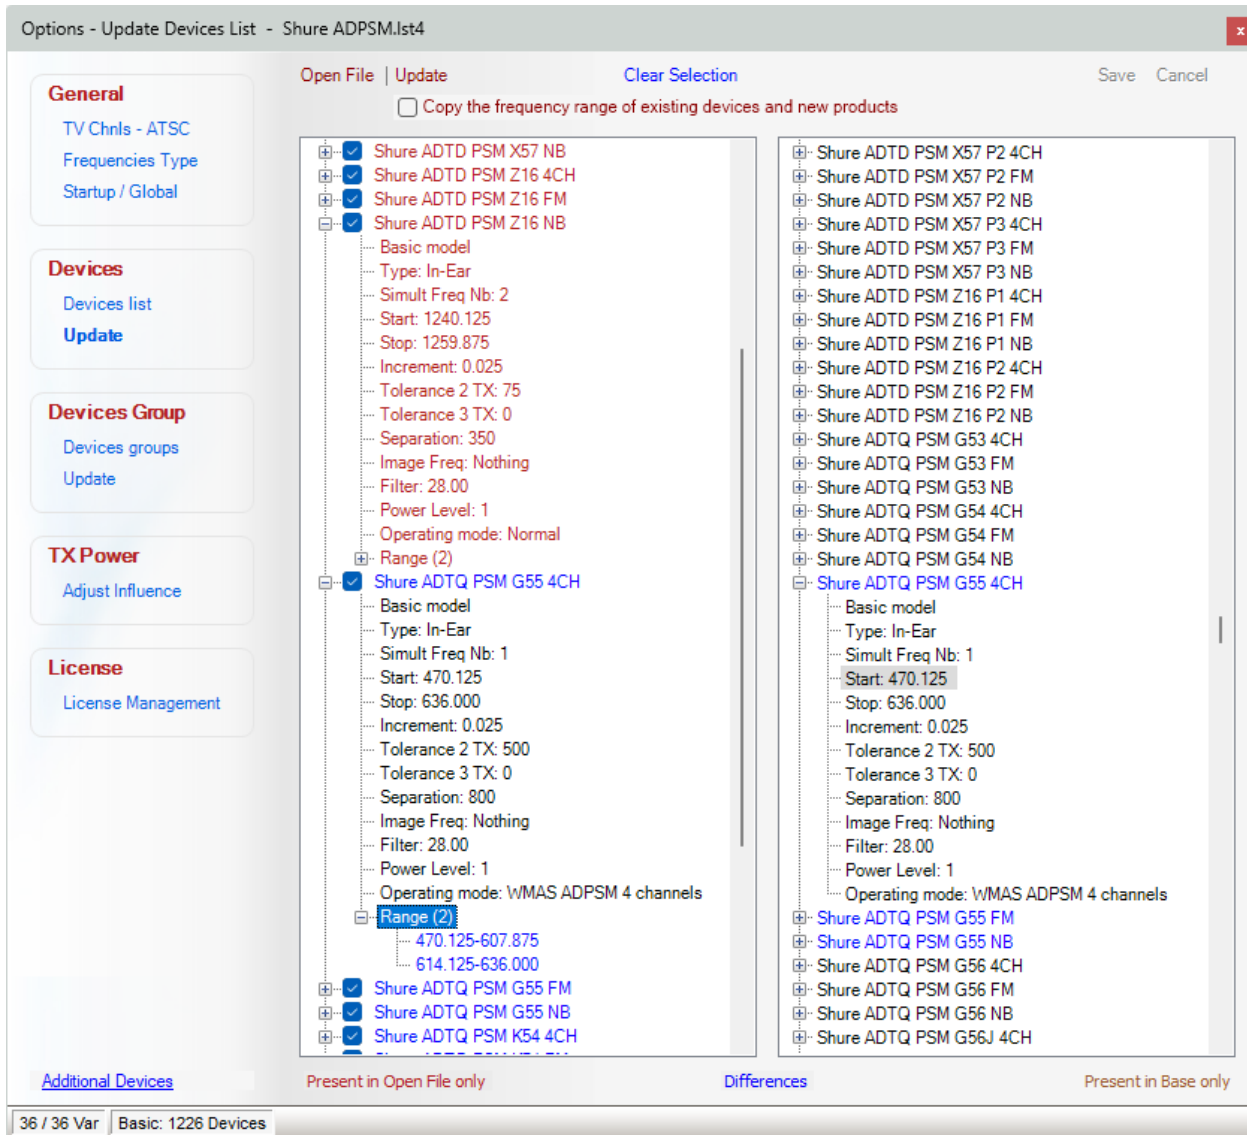 Options - Update Devices List - Shure ADPSM.lst4
x
General
TV Chnls - ATSC
Frequencies Type
Startup / Global
Devices
Devices list
Update
Devices Group
Devices groups
Update
TX Power
Adjust Influence
License
License Management
Additional Devices
Open File | Update
Clear Selection
Save Cancel
Copy the frequency range of existing devices and new products
Shure ADTD PSM X57 NB
Shure ADTD PSM Z16 4CH
Shure ADTD PSM Z16 FM
Shure ADTD PSM Z16 NB
Basic model
Type: In-Ear
Simult Freq Nb: 2
Start: 1240.125
Stop: 1259.875
Increment: 0.025
Tolerance 2 TX: 75
Tolerance 3 TX: 0
Separation: 350
Image Freq: Nothing
Filter: 28.00
Power Level: 1
Operating mode: Normal
Range (2)
Shure ADTQ PSM G55 4CH
Basic model
Type: In-Ear
Simult Freq Nb: 1
Start: 470.125
Stop: 636.000
Increment: 0.025
Tolerance 2 TX: 500
Tolerance 3 TX: 0
Separation: 800
Image Freq: Nothing
Filter: 28.00
Power Level: 1
Operating mode: WMAS ADPSM 4 channels
Range (2)
470.125-607.875
614.125-636.000
Shure ADTQ PSM G55 FM
Shure ADTQ PSM G55 NB
Shure ADTQ PSM K54 4CH
Shure ADTD PSM X57 P2 4CH
Shure ADTD PSM X57 P2 FM
Shure ADTD PSM X57 P2 NB
Shure ADTD PSM X57 P3 4CH
Shure ADTD PSM X57 P3 FM
Shure ADTD PSM X57 P3 NB
Shure ADTD PSM Z16 P1 4CH
Shure ADTD PSM Z16 P1 FM
Shure ADTD PSM Z16 P1 NB
Shure ADTD PSM Z16 P2 4CH
Shure ADTD PSM Z16 P2 FM
Shure ADTD PSM Z16 P2 NB
Shure ADTQ PSM G53 4CH
Shure ADTQ PSM G53 FM
Shure ADTQ PSM G53 NB
Shure ADTQ PSM G54 4CH
Shure ADTQ PSM G54 FM
Shure ADTQ PSM G54 NB
Shure ADTQ PSM G55 4CH
Basic model
Type: In-Ear
Simult Freq Nb: 1
Start: 470.125
Stop: 636.000
Increment: 0.025
Tolerance 2 TX: 500
Tolerance 3 TX: 0
Separation: 800
Image Freq: Nothing
Filter: 28.00
Power Level: 1
Operating mode: WMAS ADPSM 4 channels
Shure ADTQ PSM G55 FM
Shure ADTQ PSM G55 NB
Shure ADTQ PSM G56 4CH
Shure ADTQ PSM G56 FM
Shure ADTQ PSM G56 NB
Shure ADTQ PSM G56J 4CH
Present in Open File only
Differences
Present in Base only
36 / 36 Var
Basic: 1226 Devices